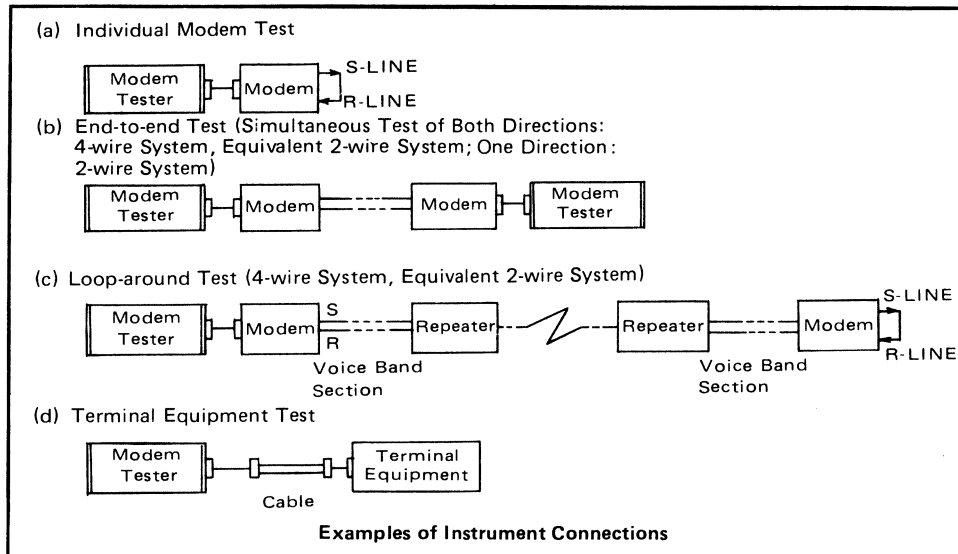 (a) Individual Modem Test
Modem Tester
Modem
S-LINE
R-LINE
(b) End-to-end Test (Simultaneous Test of Both Directions:
4-wire System, Equivalent 2-wire System; One Direction:
2-wire System)
Modem Tester
Modem
Modem
Modem Tester
(c) Loop-around Test (4-wire System, Equivalent 2-wire System)
Modem Tester
Modem
S
R
Repeater
Repeater
Modem
S-LINE
R-LINE
Voice Band
Section
Voice Band
Section
(d) Terminal Equipment Test
Modem Tester
Terminal
Equipment
Cable
Examples of Instrument Connections